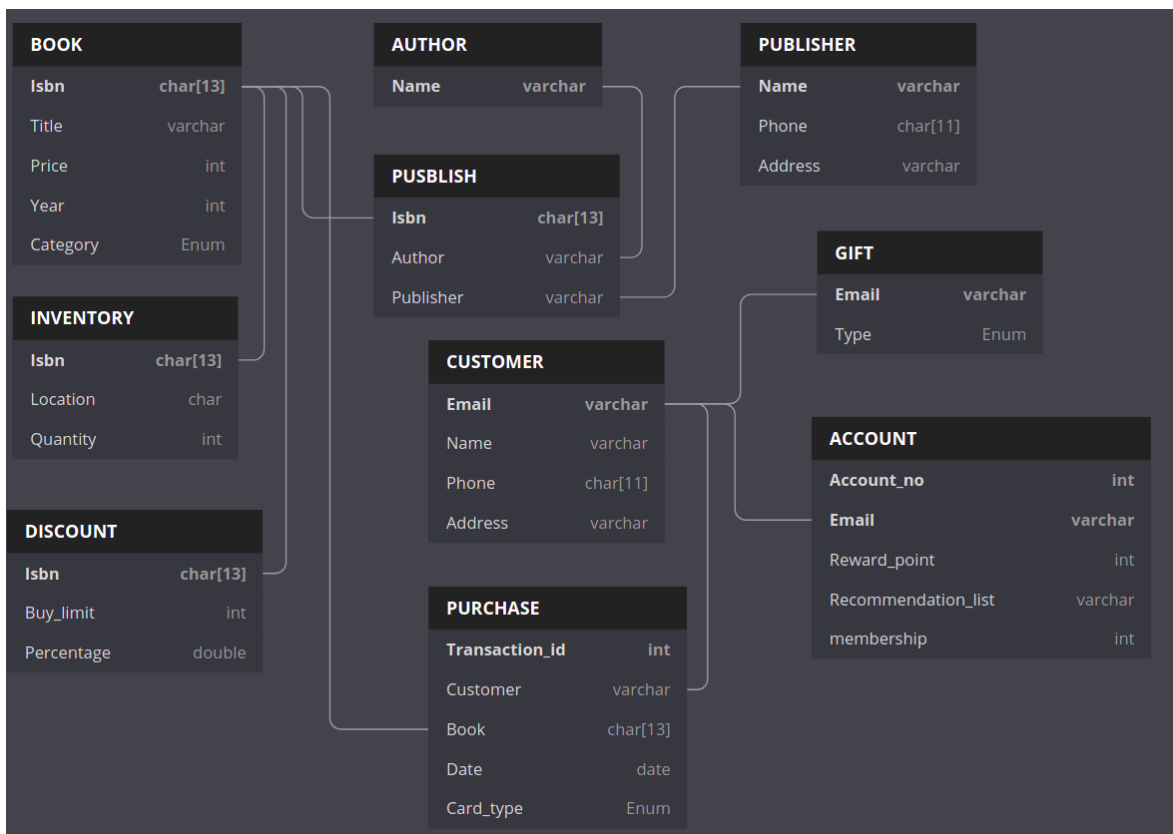 BOOK
Isbn char[13]
Title varchar
Price int
Year int
Category Enum
AUTHOR
Name varchar
PUBLISHER
Name varchar
Phone char[11]
Address varchar
PUSBLISH
Isbn char[13]
Author varchar
Publisher varchar
GIFT
Email varchar
Type Enum
INVENTORY
Isbn char[13]
Location char
Quantity int
CUSTOMER
Email varchar
Name varchar
Phone char[11]
Address varchar
ACCOUNT
Account_no int
Email varchar
Reward_point int
Recommendation_list varchar
membership int
DISCOUNT
Isbn char[13]
Buy_limit int
Percentage double
PURCHASE
Transaction_id int
Customer varchar
Book char[13]
Date date
Card_type Enum